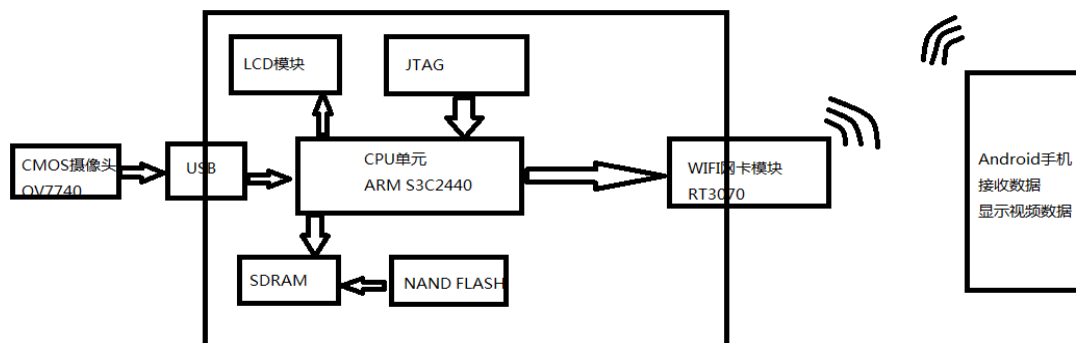 LCD模块
JTAG
CMOS摄像头
OV7740
USB
CPU单元
ARM S3C2440
WIFI网卡模块
RT3070
Android手机
接收数据
显示视频数据
SDRAM
NAND FLASH